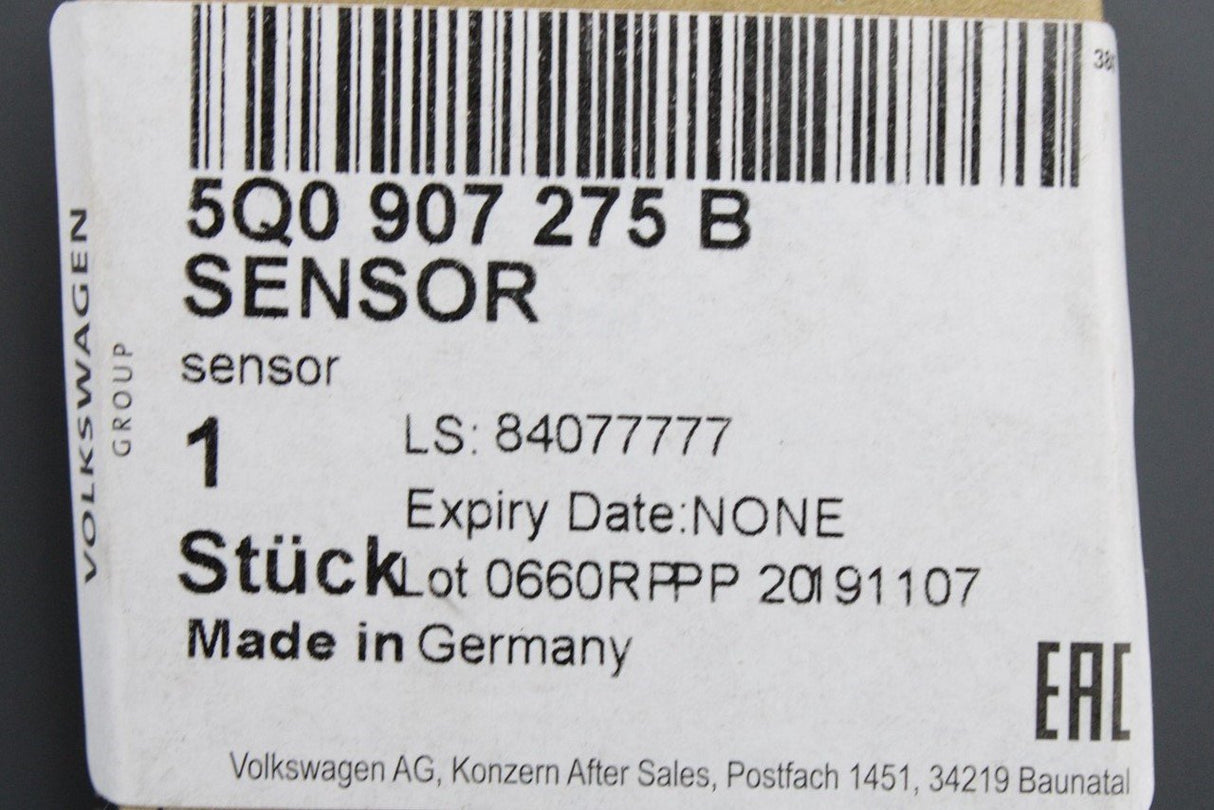 5Q0 907 275 B
SENSOR
sensor
1
LS: 84077777
Expiry Date:NONE
Stück
Lot 0660RPPP 20191107
Made in Germany
EAC
Volkswagen AG, Konzern After Sales, Postfach 1451, 34219 Baunatal
VOLKSWAGEN
GROUP